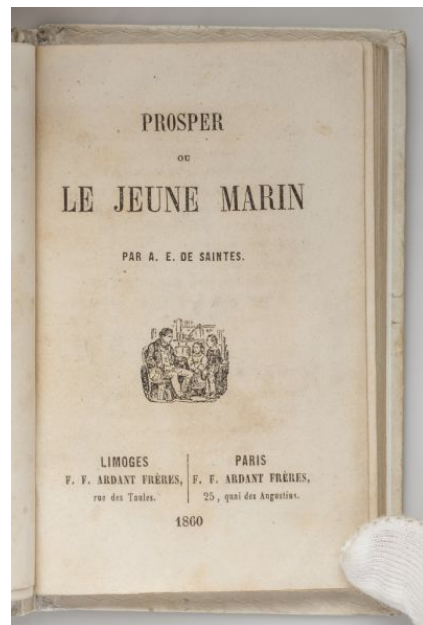 PROSPER
OU
LE JEUNE MARIN
PAR A. E. DE SAINTES.
LIMOGES
F. F. ARDANT FRÈRES,
rue des Taules.
PARIS
F. F. ARDANT FRÈRES,
25, quai des Augustins.
1860